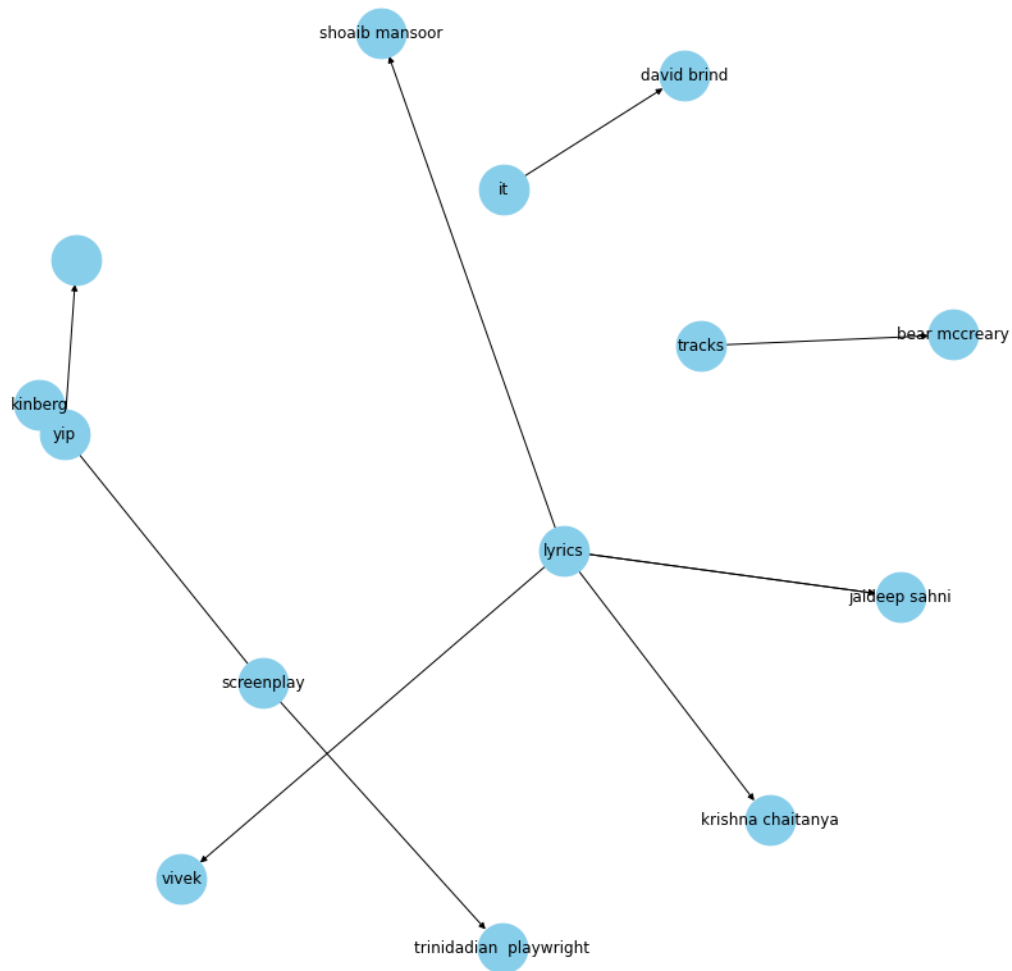 shoaib mansoor
david brind
it
bear mccreary
tracks
kinberg
yip
lyrics
jaideep sahni
screenplay
krishna chaitanya
vivek
trinidadian  playwright